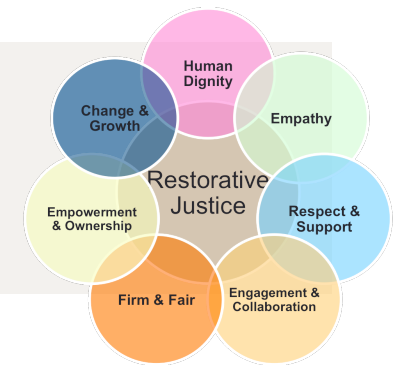 Human
Dignity
Empathy
Respect &
Support
Engagement &
Collaboration
Firm & Fair
Empowerment
& Ownership
Change &
Growth
Restorative
Justice